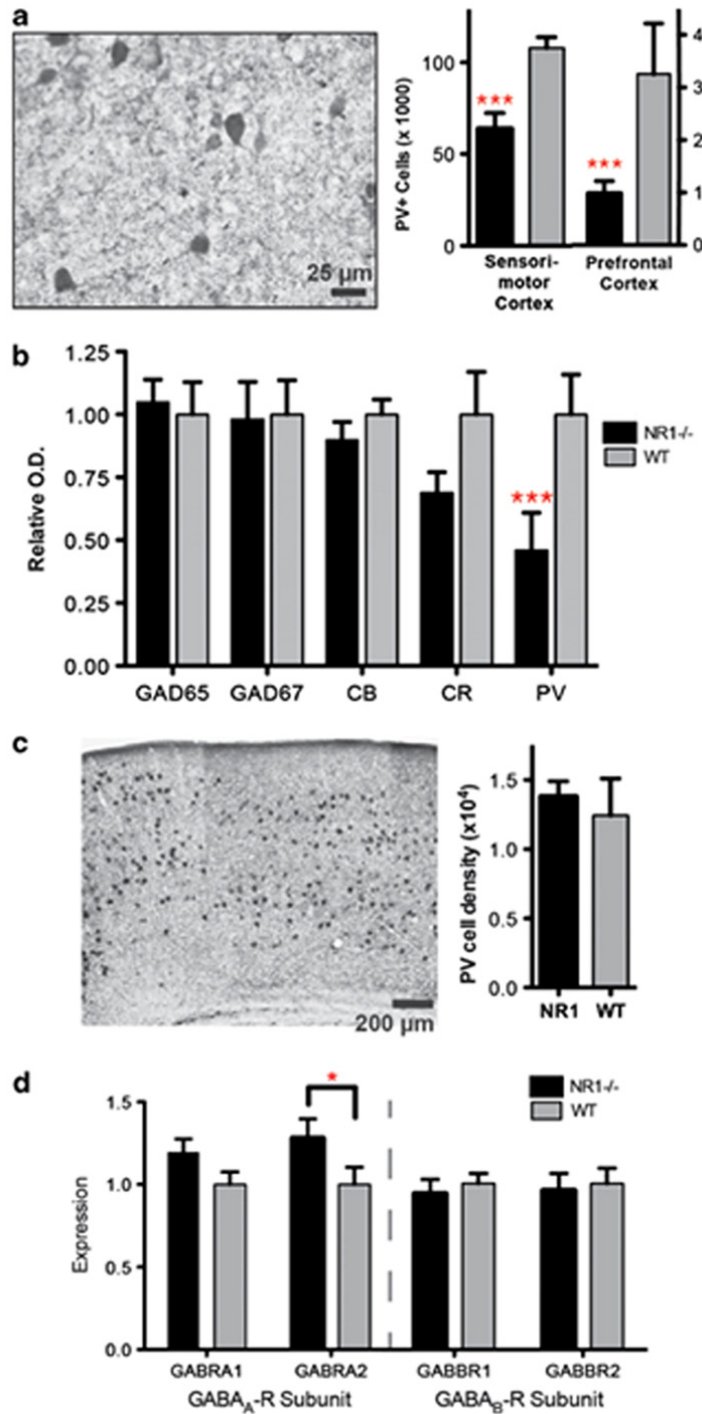 a
25 µm
PV+ Cells (x 1000)
100
50
0
***
***
4
3
2
1
0
Sensori-
motor
Cortex
Prefrontal
Cortex
b
Relative O.D.
1.25
1.00
0.75
0.50
0.25
0.00
***
NR1-/-
WT
GAD65
GAD67
CB
CR
PV
c
200 µm
PV cell density (x10⁴)
1.5
1.0
0.5
0.0
NR1
WT
d
Expression
1.5
1.0
0.5
0.0
*
NR1-/-
WT
GABRA1
GABRA2
GABBR1
GABBR2
GABA_A-R Subunit
GABA_B-R Subunit